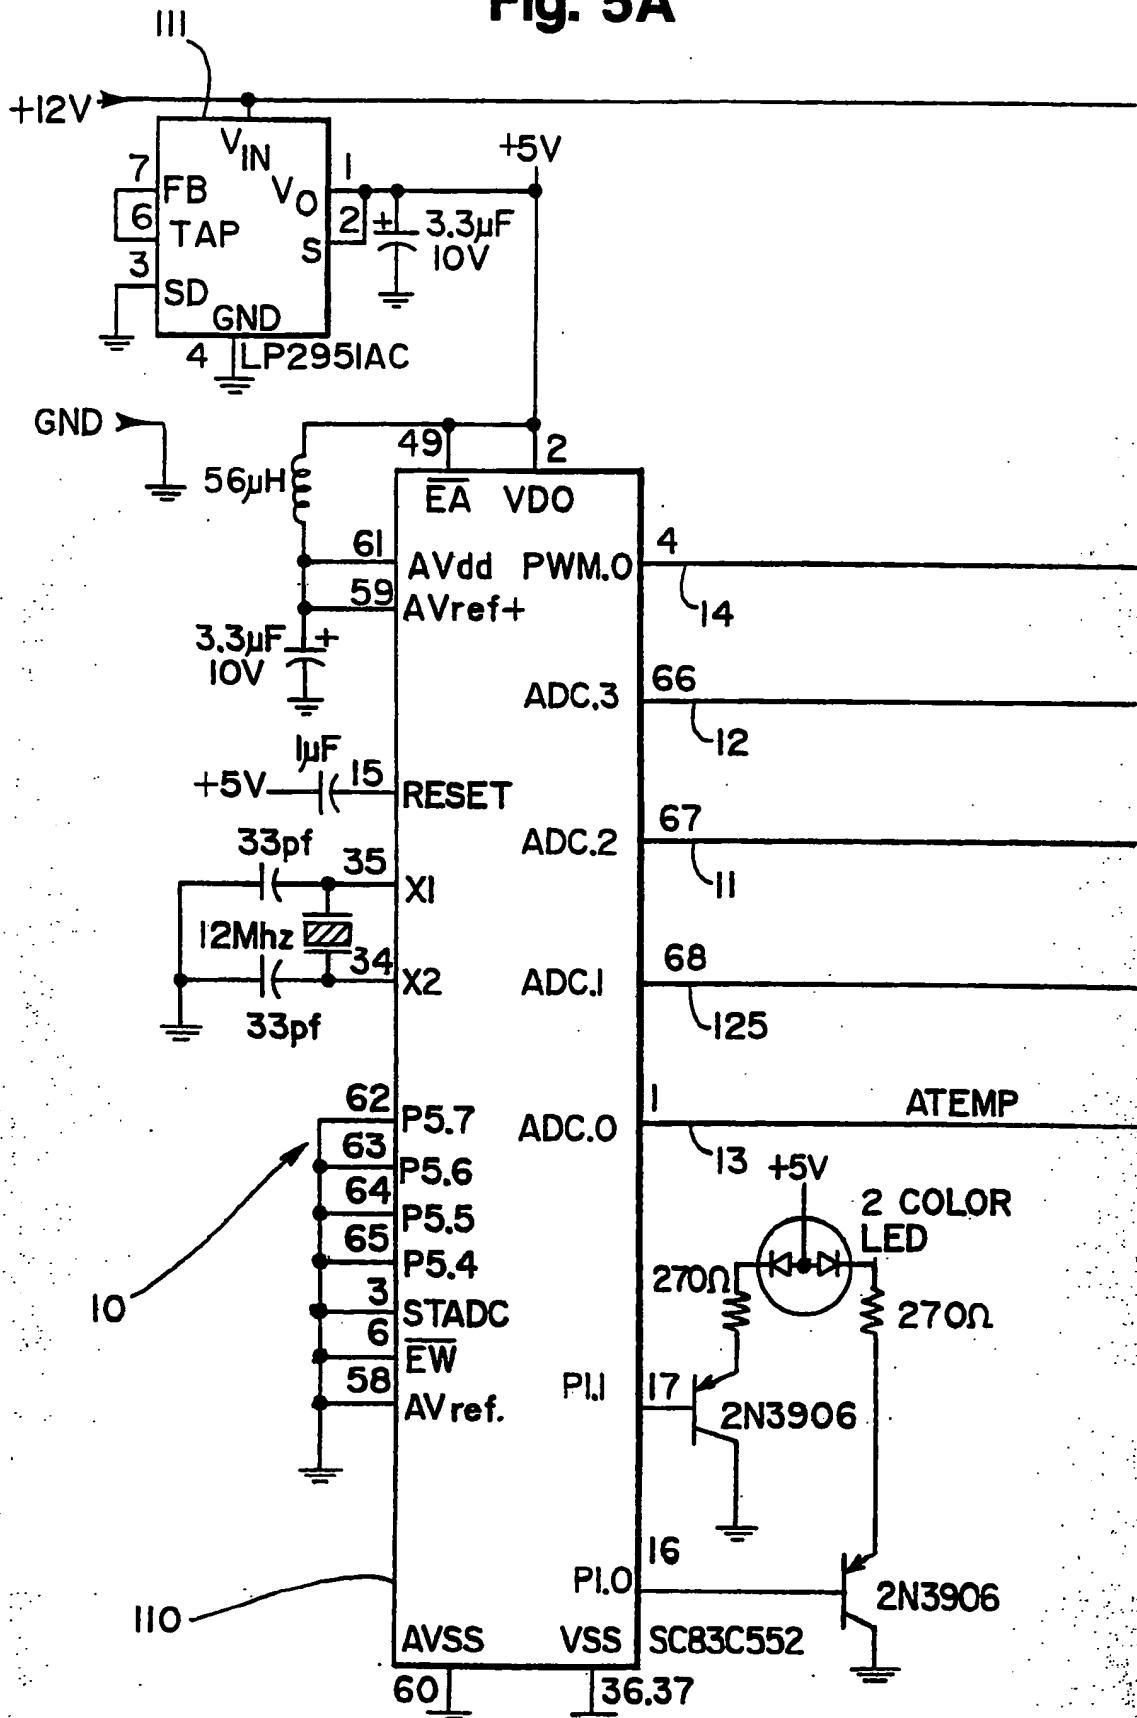 Fig. 5A
111
+12V
VIN
+5V
7
FB
VO
1
6
TAP
2
S
+
3.3µF
10V
3
SD
GND
4
LP2951AC
GND
49
2
56µH
EA
VDO
61
AVdd
PWM.0
4
59
AVref+
14
3.3µF
+
10V
ADC.3
66
12
1µF
+5V
15
RESET
67
ADC.2
33pf
35
X1
11
12Mhz
34
X2
68
ADC.1
33pf
125
62
P5.7
1
ATEMP
ADC.0
63
P5.6
13
+5V
64
P5.5
2 COLOR
LED
65
P5.4
270Ω
10
3
STADC
270Ω
6
EW
58
AVref.
P1.1
17
2N3906
16
P1.0
2N3906
110
AVSS
VSS
SC83C552
60
36.37